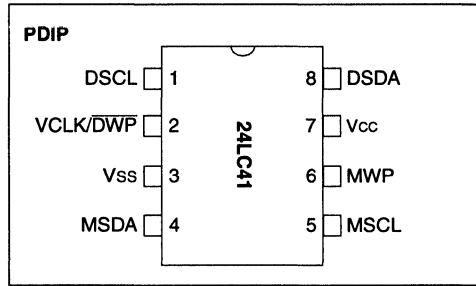 PDIP
DSCL 1 8 DSDA
VCLK/DWP 2 7 Vcc
Vss 3 6 MWP
MSDA 4 5 MSCL
24LC41